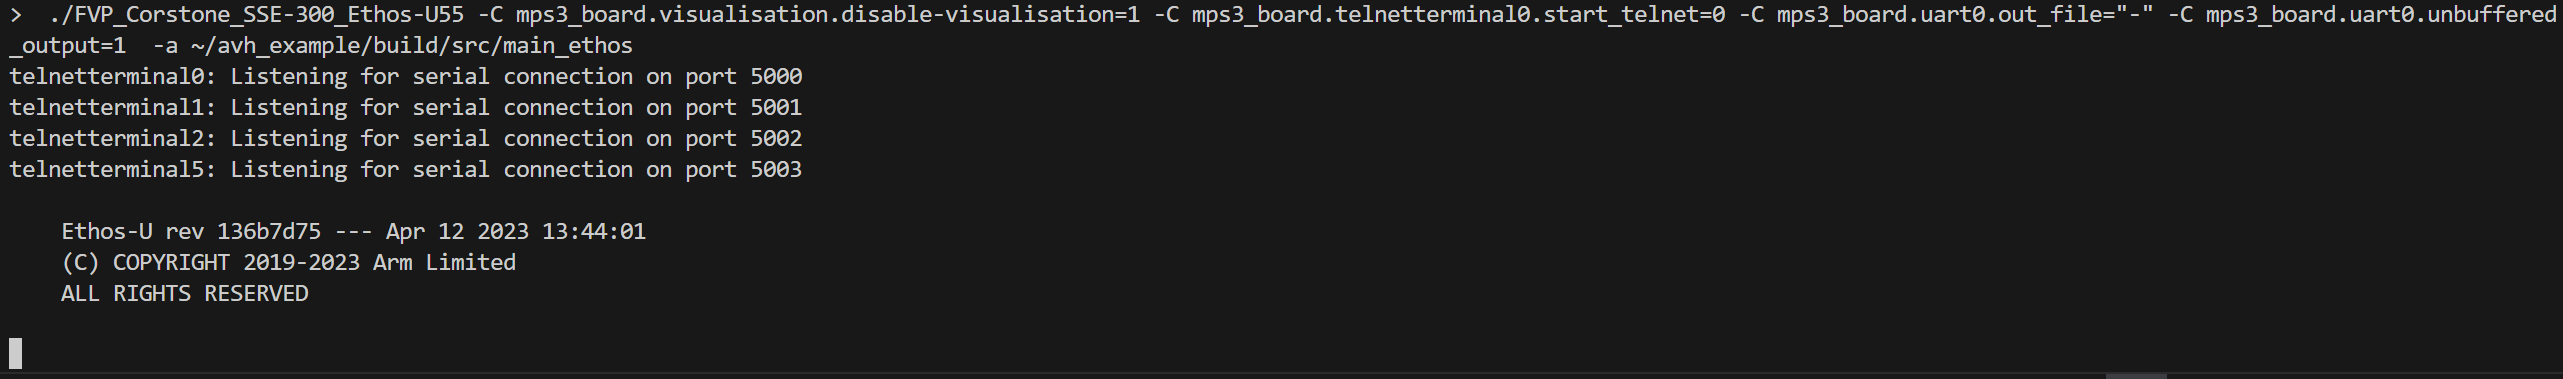 >  ./FVP_Corstone_SSE-300_Ethos-U55 -C mps3_board.visualisation.disable-visualisation=1 -C mps3_board.telnetterminal0.start_telnet=0 -C mps3_board.uart0.out_file="-" -C mps3_board.uart0.unbuffered
_output=1  -a ~/avh_example/build/src/main_ethos
telnetterminal0: Listening for serial connection on port 5000
telnetterminal1: Listening for serial connection on port 5001
telnetterminal2: Listening for serial connection on port 5002
telnetterminal5: Listening for serial connection on port 5003
Ethos-U rev 136b7d75 --- Apr 12 2023 13:44:01
(C) COPYRIGHT 2019-2023 Arm Limited
ALL RIGHTS RESERVED